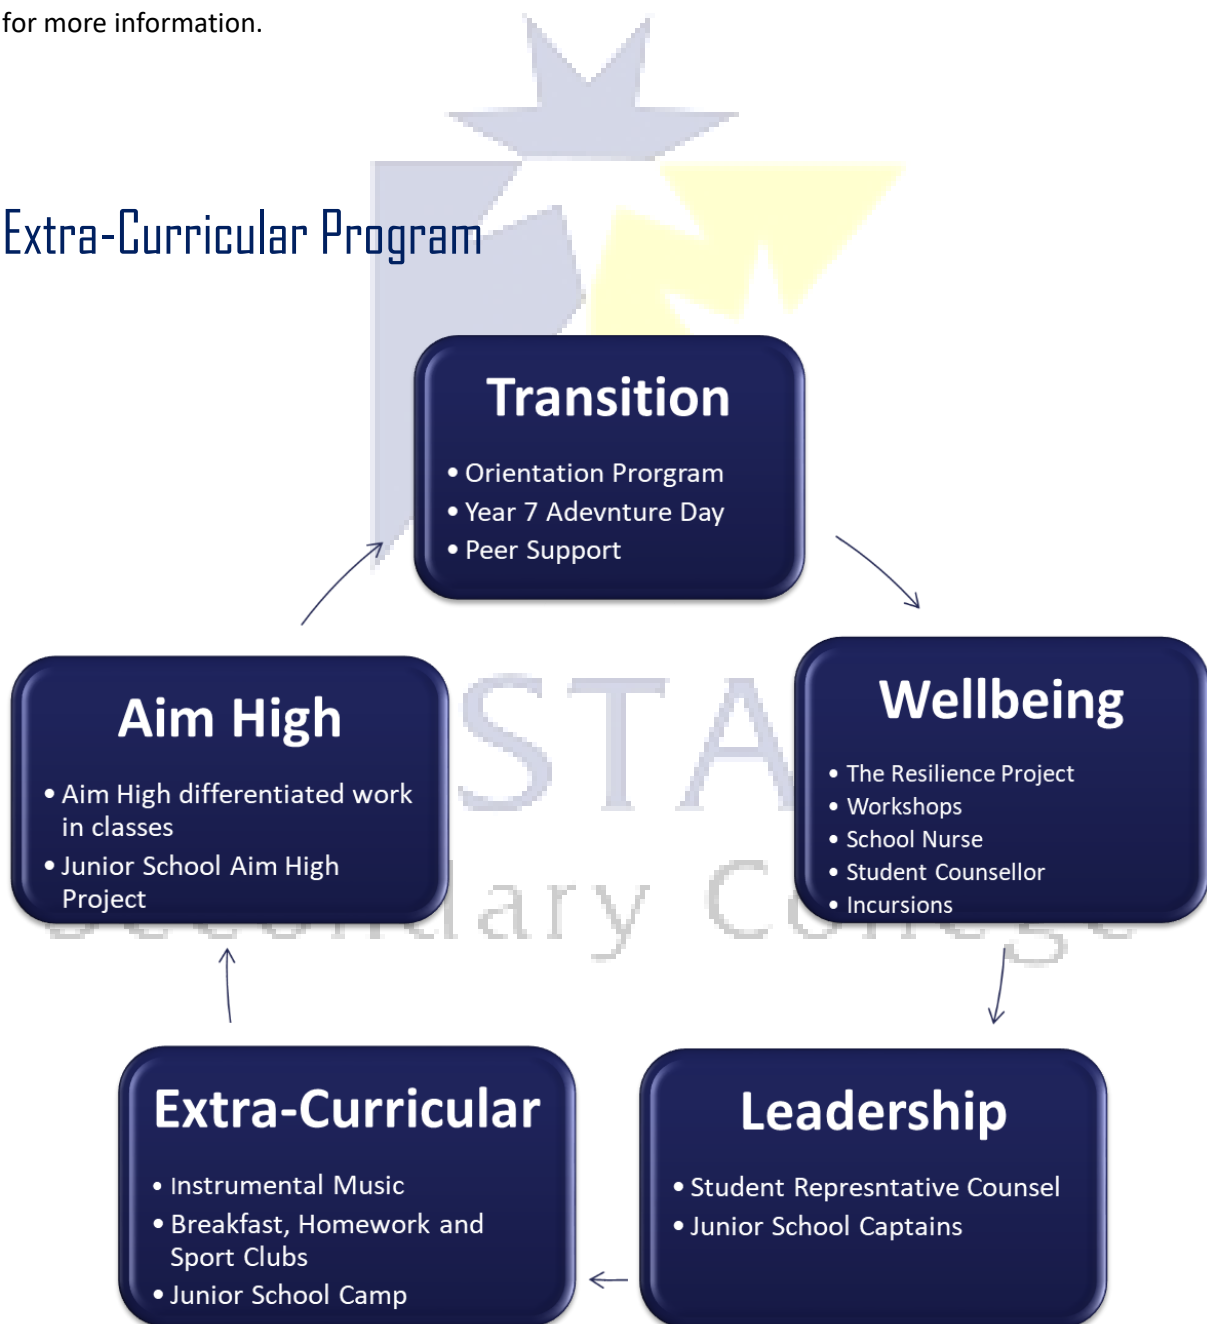 for more information.
Extra-Curricular Program
Transition
• Orientation Prorgram
• Year 7 Adevnture Day
• Peer Support
Aim High
• Aim High differentiated work
in classes
• Junior School Aim High
Project
Wellbeing
• The Resilience Project
• Workshops
• School Nurse
• Student Counsellor
• Incursions
STA
Secondary College
Extra-Curricular
• Instrumental Music
• Breakfast, Homework and
Sport Clubs
• Junior School Camp
Leadership
• Student Represntative Counsel
• Junior School Captains